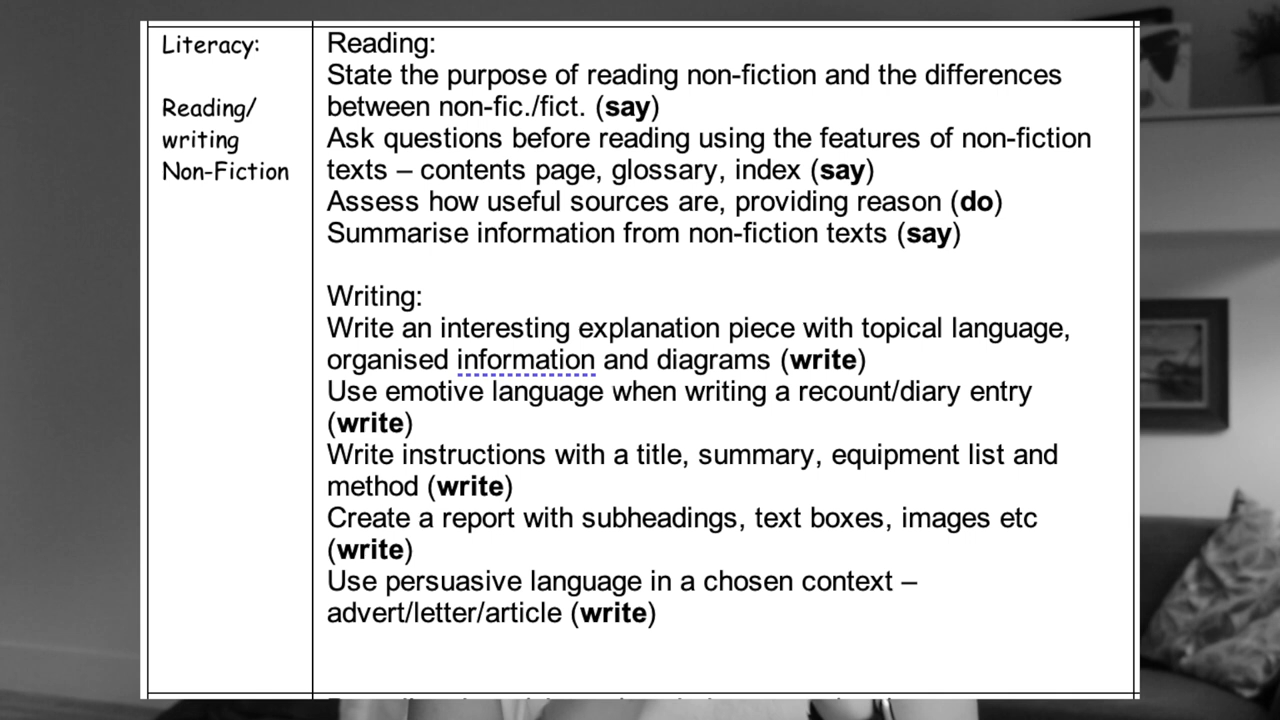 Literacy:
Reading/
writing
Non-Fiction
Reading:
State the purpose of reading non-fiction and the differences
between non-fic./fict. (say)
Ask questions before reading using the features of non-fiction
texts – contents page, glossary, index (say)
Assess how useful sources are, providing reason (do)
Summarise information from non-fiction texts (say)
Writing:
Write an interesting explanation piece with topical language,
organised information and diagrams (write)
Use emotive language when writing a recount/diary entry
(write)
Write instructions with a title, summary, equipment list and
method (write)
Create a report with subheadings, text boxes, images etc
(write)
Use persuasive language in a chosen context –
advert/letter/article (write)